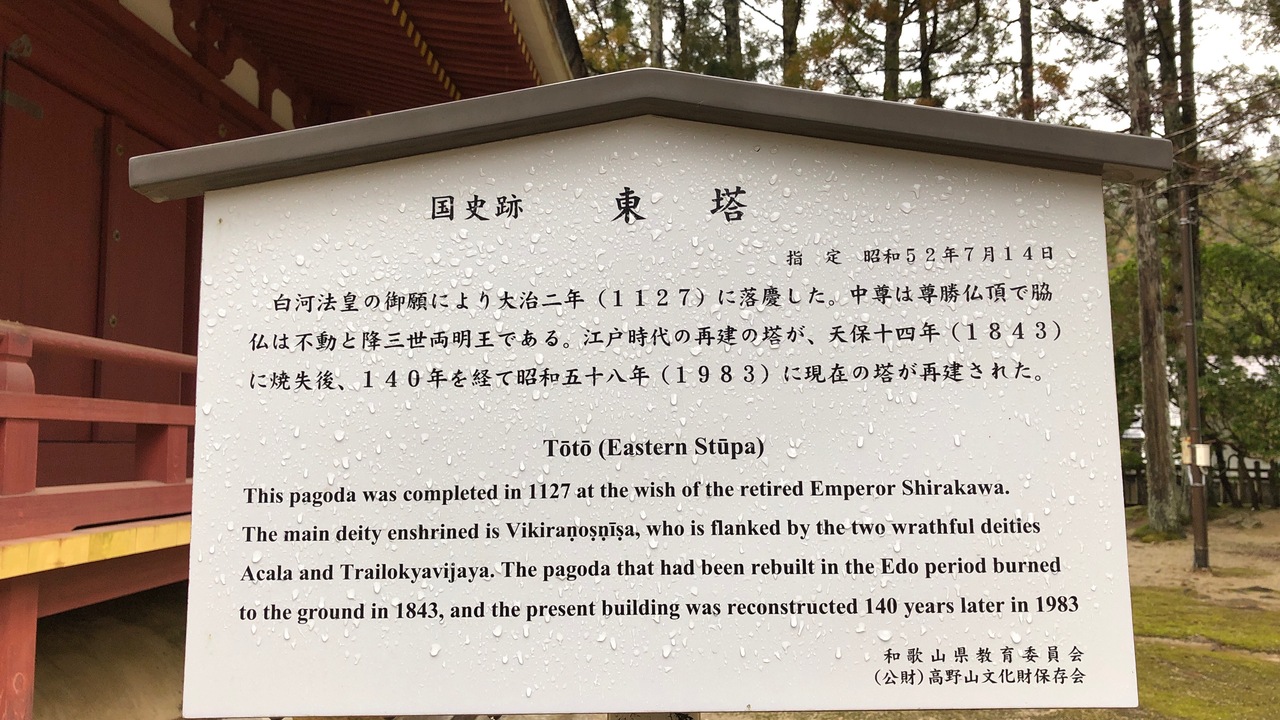 国史跡 東 塔
指 定 昭和52年7月14日
白河法皇の御願により大治二年(1127)に落慶した。中尊は尊勝仏頂で脇
仏は不動と降三世両明王である。江戸時代の再建の塔が、天保十四年(1843)
に焼失後、140年を経て昭和五十八年(1983)に現在の塔が再建された。
Tōtō (Eastern Stūpa)
This pagoda was completed in 1127 at the wish of the retired Emperor Shirakawa.
The main deity enshrined is Vikiraṇoṣṇīṣa, who is flanked by the two wrathful deities
Acala and Trailokyavijaya. The pagoda that had been rebuilt in the Edo period burned
to the ground in 1843, and the present building was reconstructed 140 years later in 1983
和歌山県教育委員会
(公財)高野山文化財保存会